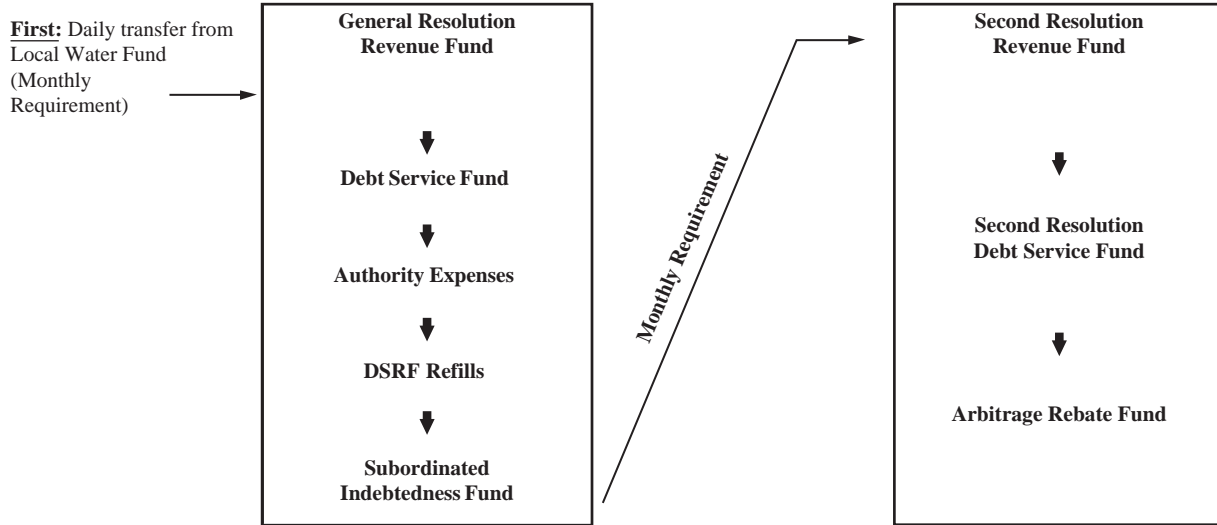 First: Daily transfer from
Local Water Fund
(Monthly
Requirement)
General Resolution
Revenue Fund
Debt Service Fund
Authority Expenses
DSRF Refills
Subordinated
Indebtedness Fund
Monthly Requirement
Second Resolution
Revenue Fund
Second Resolution
Debt Service Fund
Arbitrage Rebate Fund